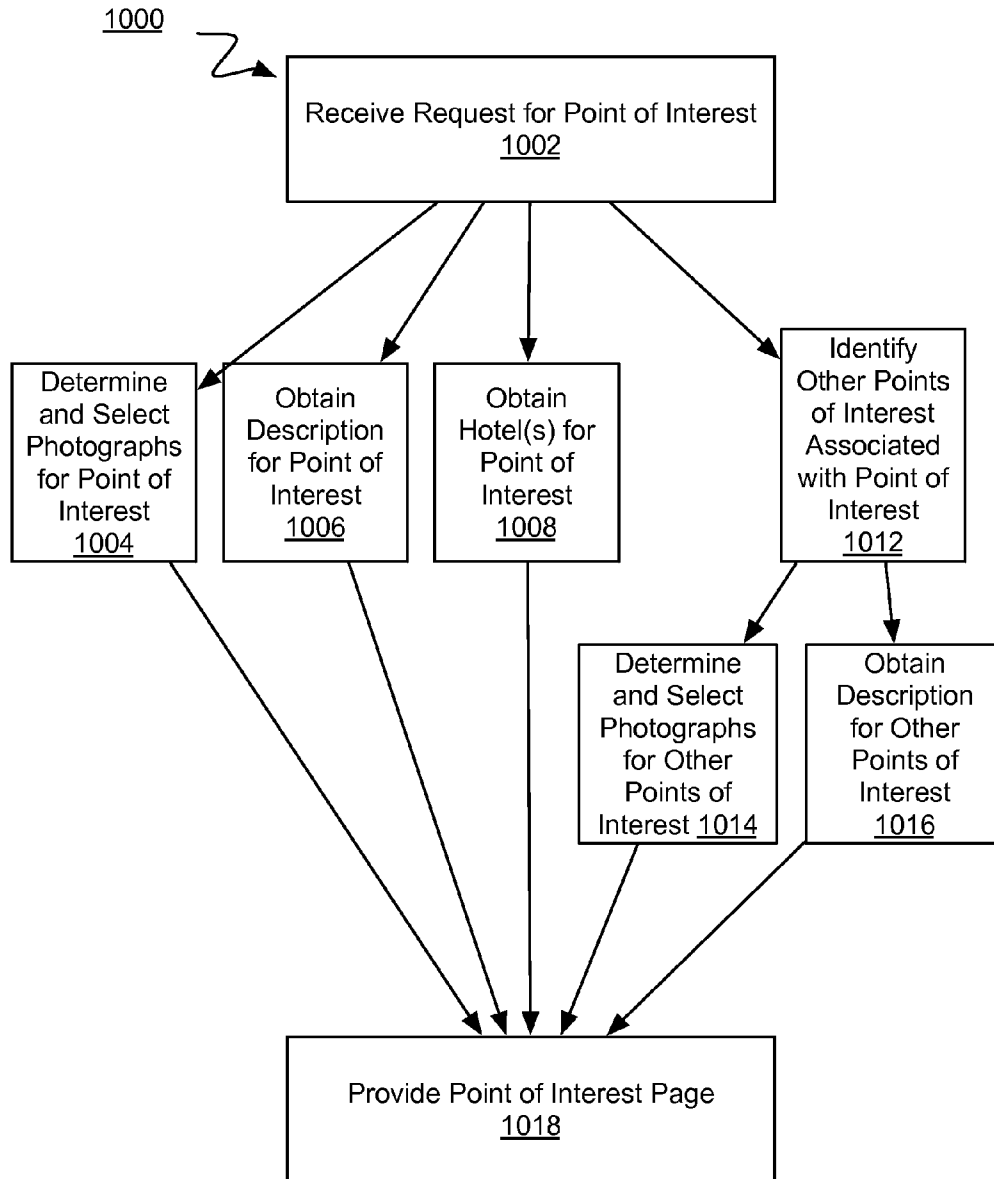 1000
Receive Request for Point of Interest
1002
Determine
and Select
Photographs
for Point of
Interest
1004
Obtain
Description
for Point of
Interest
1006
Obtain
Hotel(s) for
Point of
Interest
1008
Identify
Other Points
of Interest
Associated
with Point of
Interest
1012
Determine
and Select
Photographs
for Other
Points of
Interest 1014
Obtain
Description
for Other
Points of
Interest
1016
Provide Point of Interest Page
1018